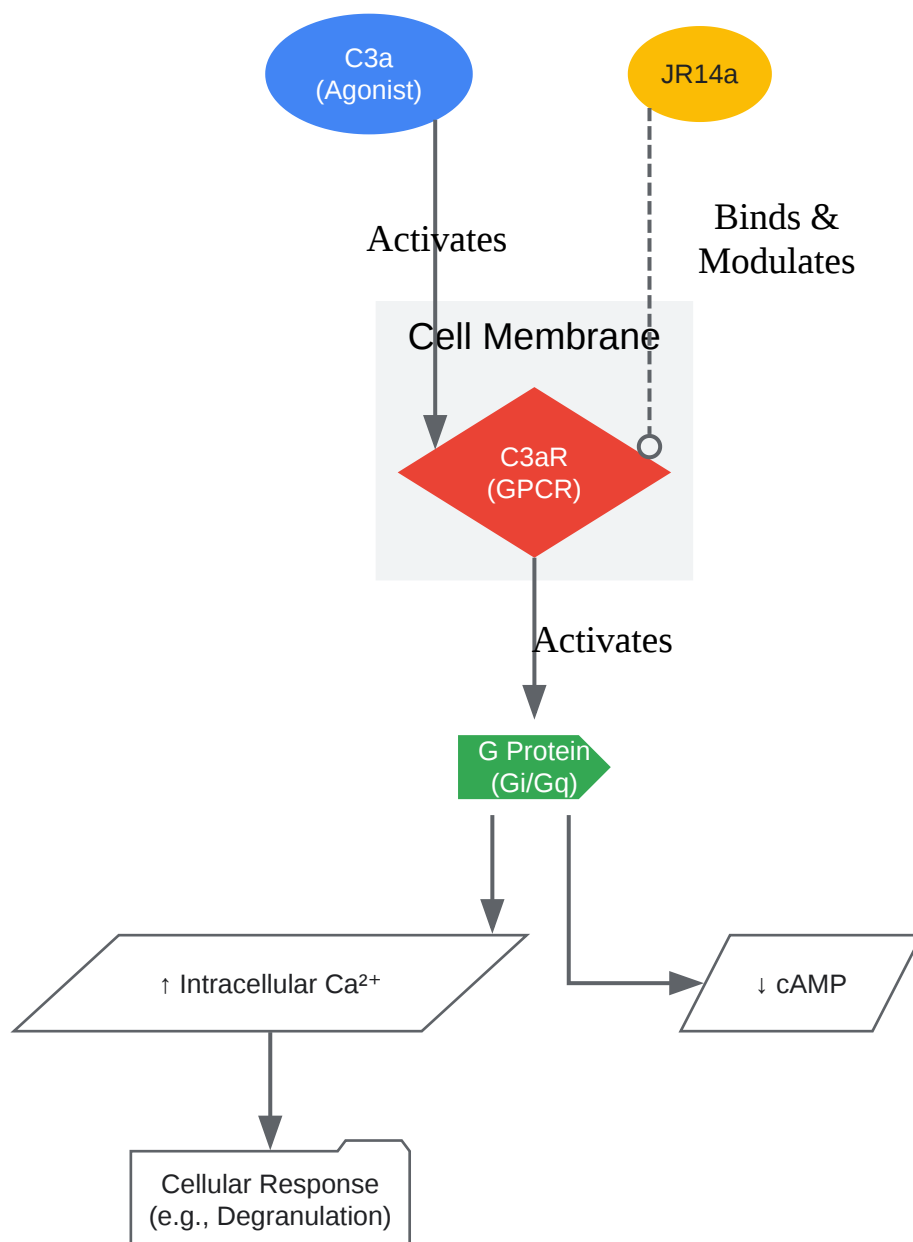 C3a
(Agonist)
JR14a
Activates
Binds &
Modulates
Cell Membrane
C3aR
(GPCR)
Activates
G Protein
(Gi/Gq)
↑ Intracellular Ca²⁺
↓ cAMP
Cellular Response
(e.g., Degranulation)